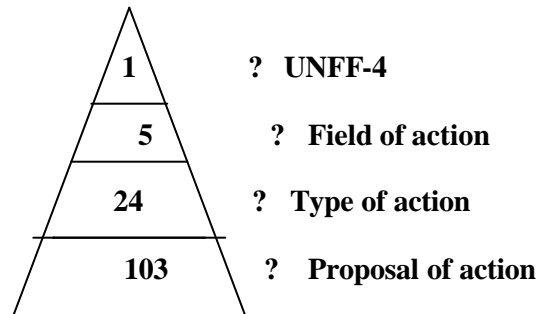 1 ? UNFF-4
5 ? Field of action
24 ? Type of action
103 ? Proposal of action